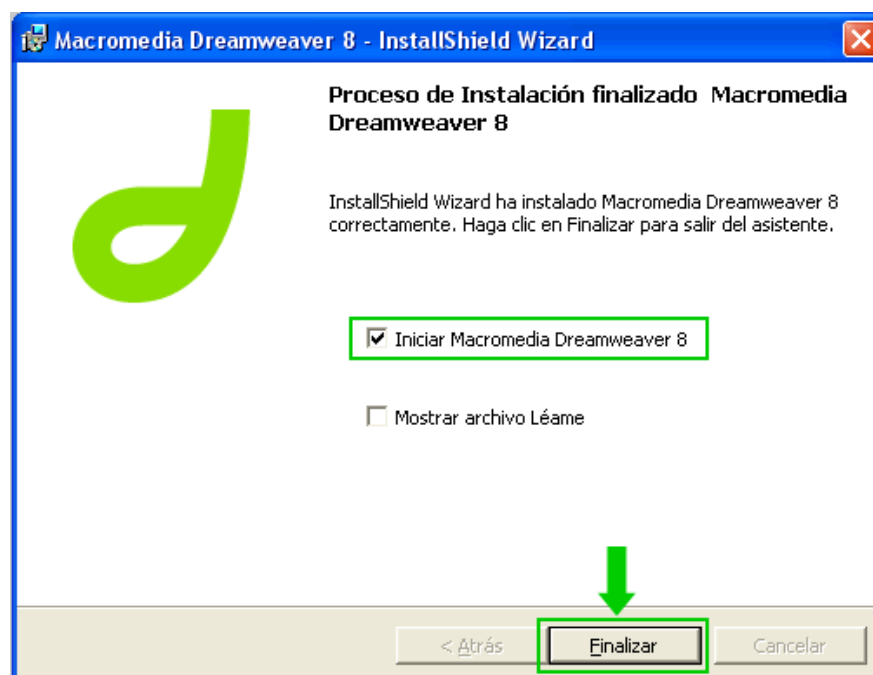 Macromedia Dreamweaver 8 - InstallShield Wizard
Proceso de Instalación finalizado Macromedia
Dreamweaver 8
InstallShield Wizard ha instalado Macromedia Dreamweaver 8
correctamente. Haga clic en Finalizar para salir del asistente.
Iniciar Macromedia Dreamweaver 8
Mostrar archivo Léame
< Atrás
Finalizar
Cancelar